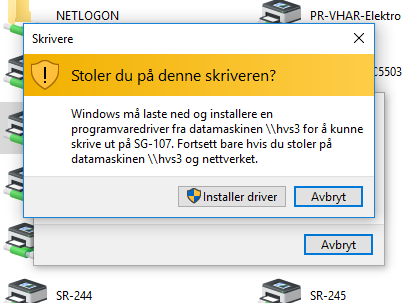 NETLOGON
PR-VHAR-Elektro
Skrivere
C5503
Stoler du på denne skriveren?
Windows må laste ned og installere en
programvaredriver fra datamaskinen \\hvs3 for å kunne
skrive ut på SG-107. Fortsett bare hvis du stoler på
datamaskinen \\hvs3 og nettverket.
Installer driver
Avbryt
Avbryt
SR-244
SR-245